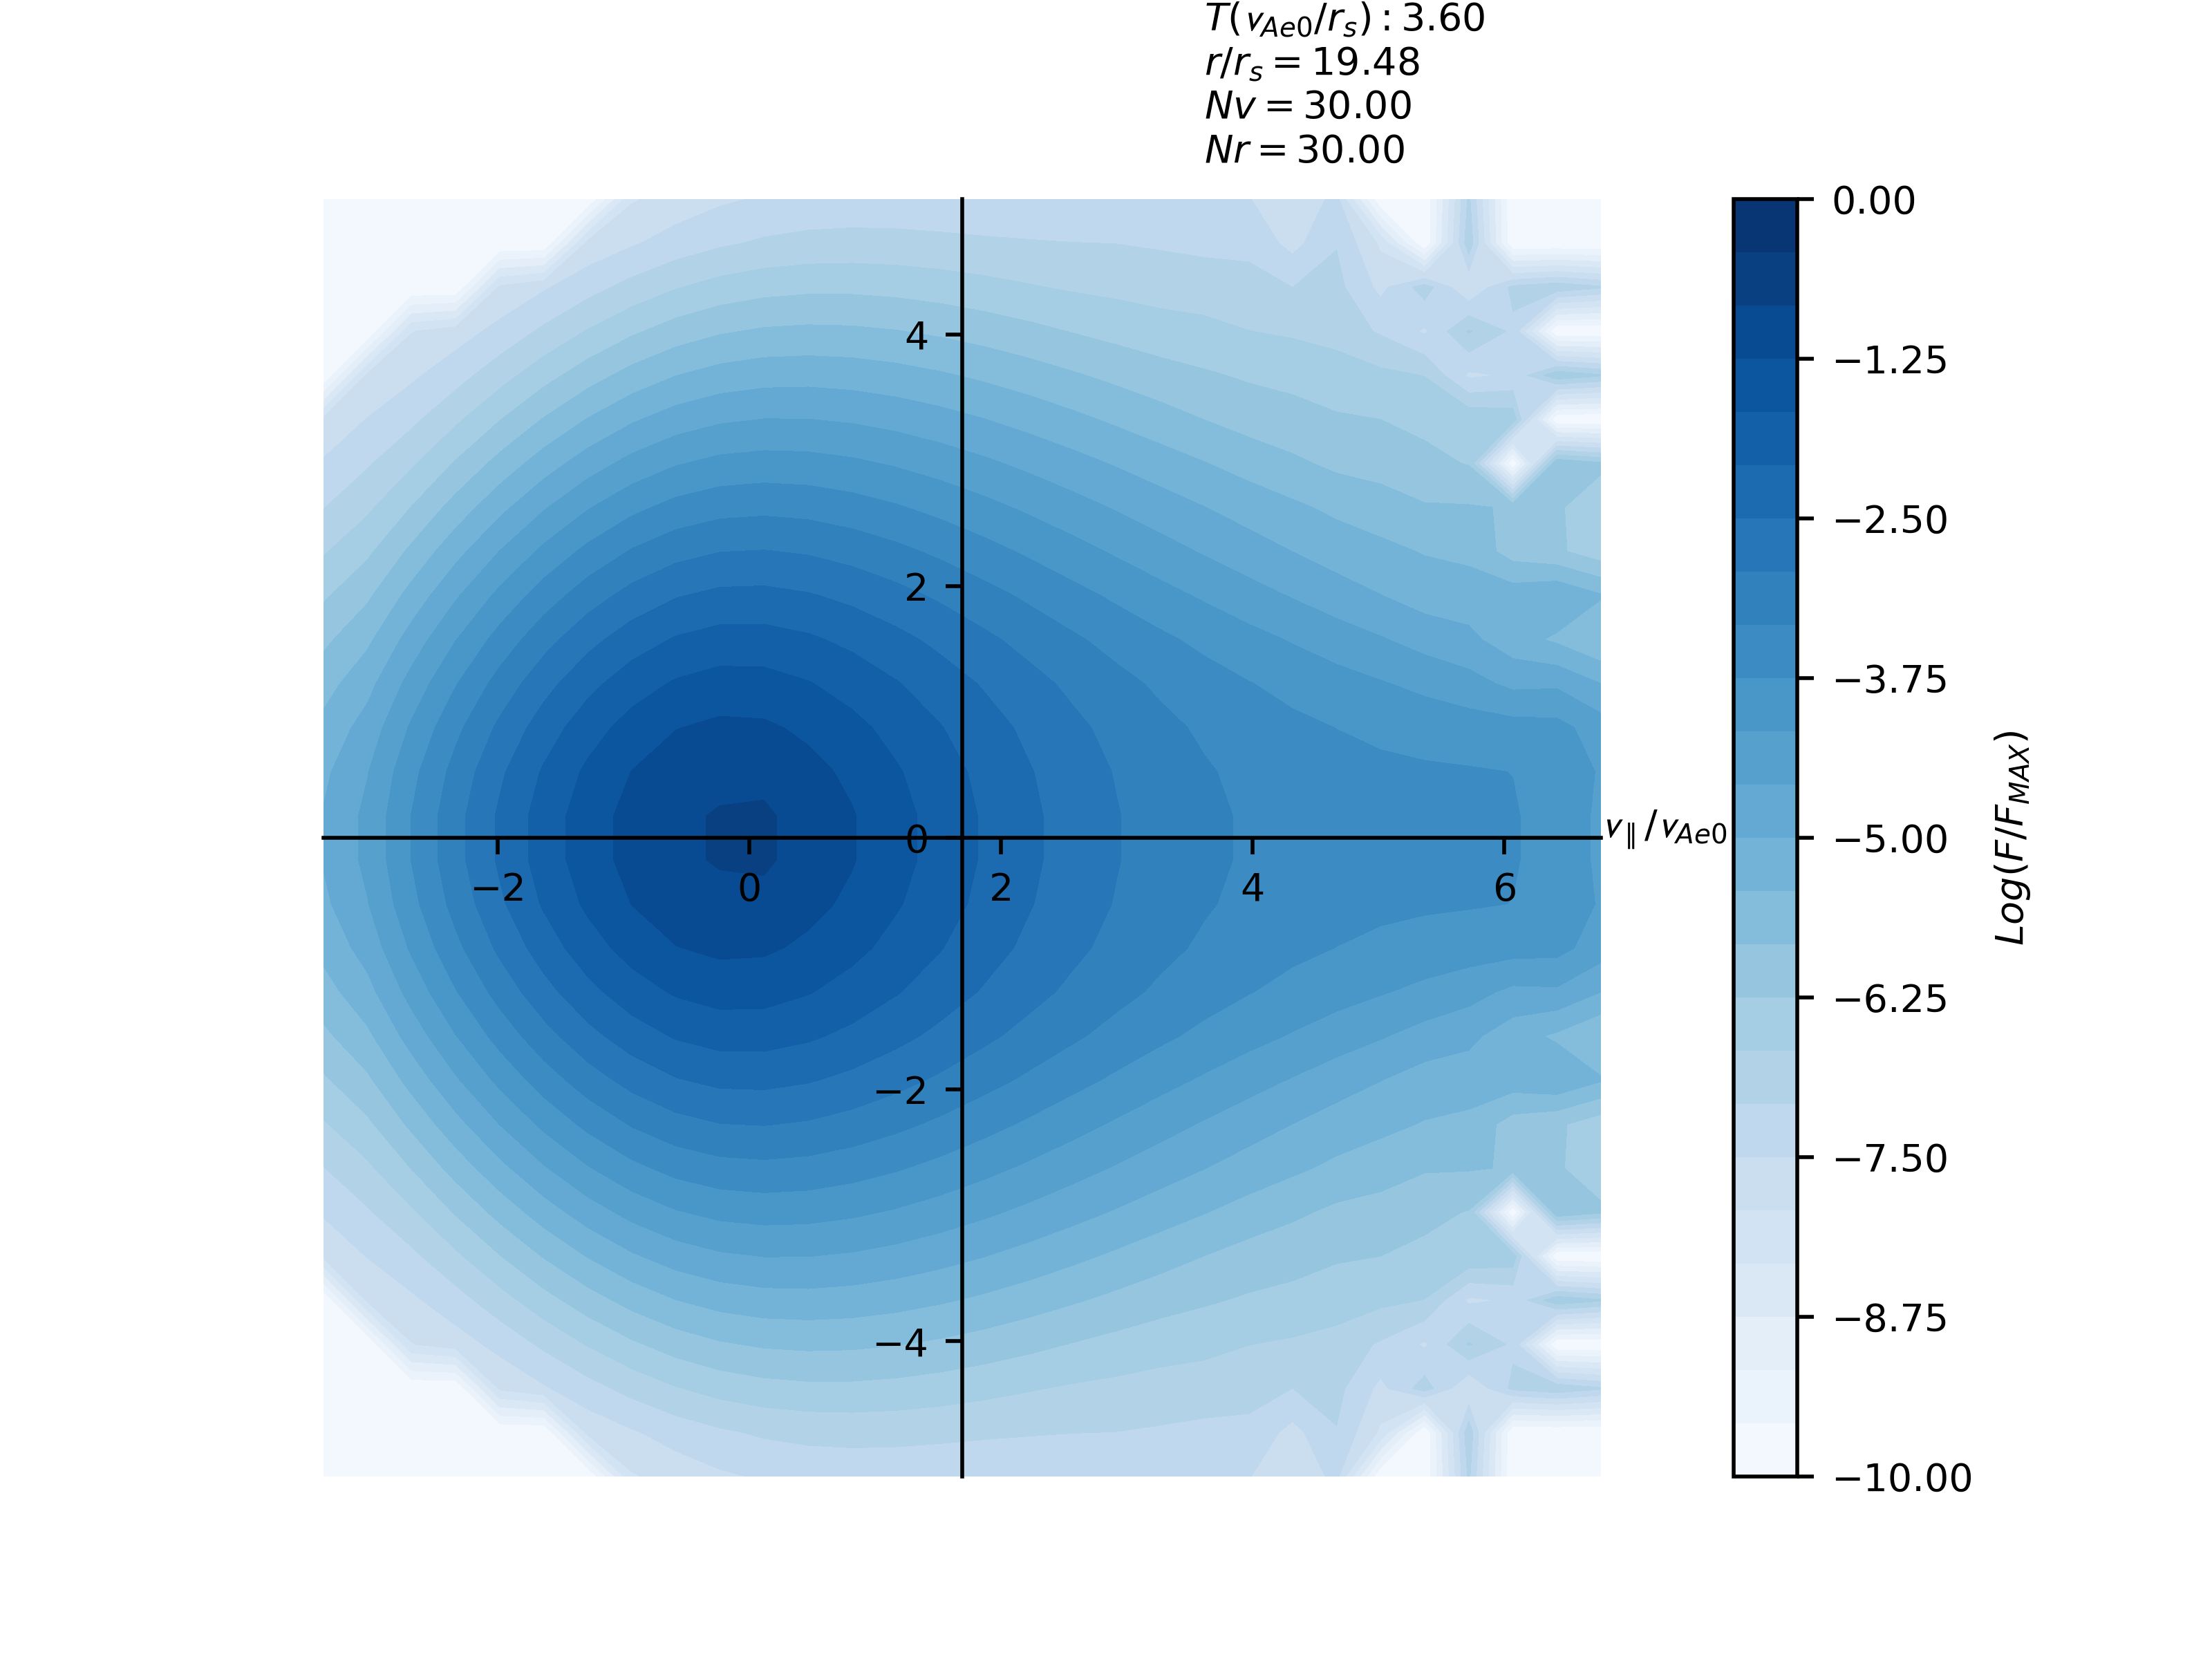 T(v_Ae0/r_s) : 3.60
r/r_s = 19.48
Nv = 30.00
Nr = 30.00
4
2
0
−2
−4
−2 0 2 4 6
v_∥/v_Ae0
0.00
−1.25
−2.50
−3.75
−5.00
−6.25
−7.50
−8.75
−10.00
Log(F/F_MAX)